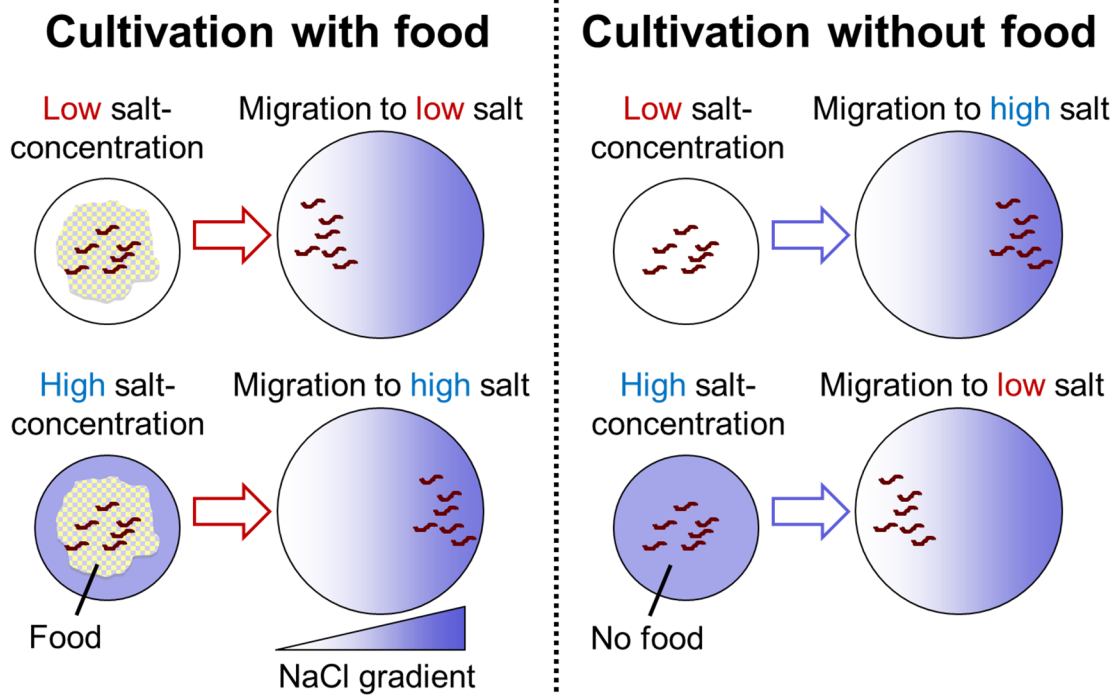 Cultivation with food
Low salt-
concentration
Migration to low salt
High salt-
concentration
Migration to high salt
Food
NaCl gradient
Cultivation without food
Low salt-
concentration
Migration to high salt
High salt-
concentration
Migration to low salt
No food